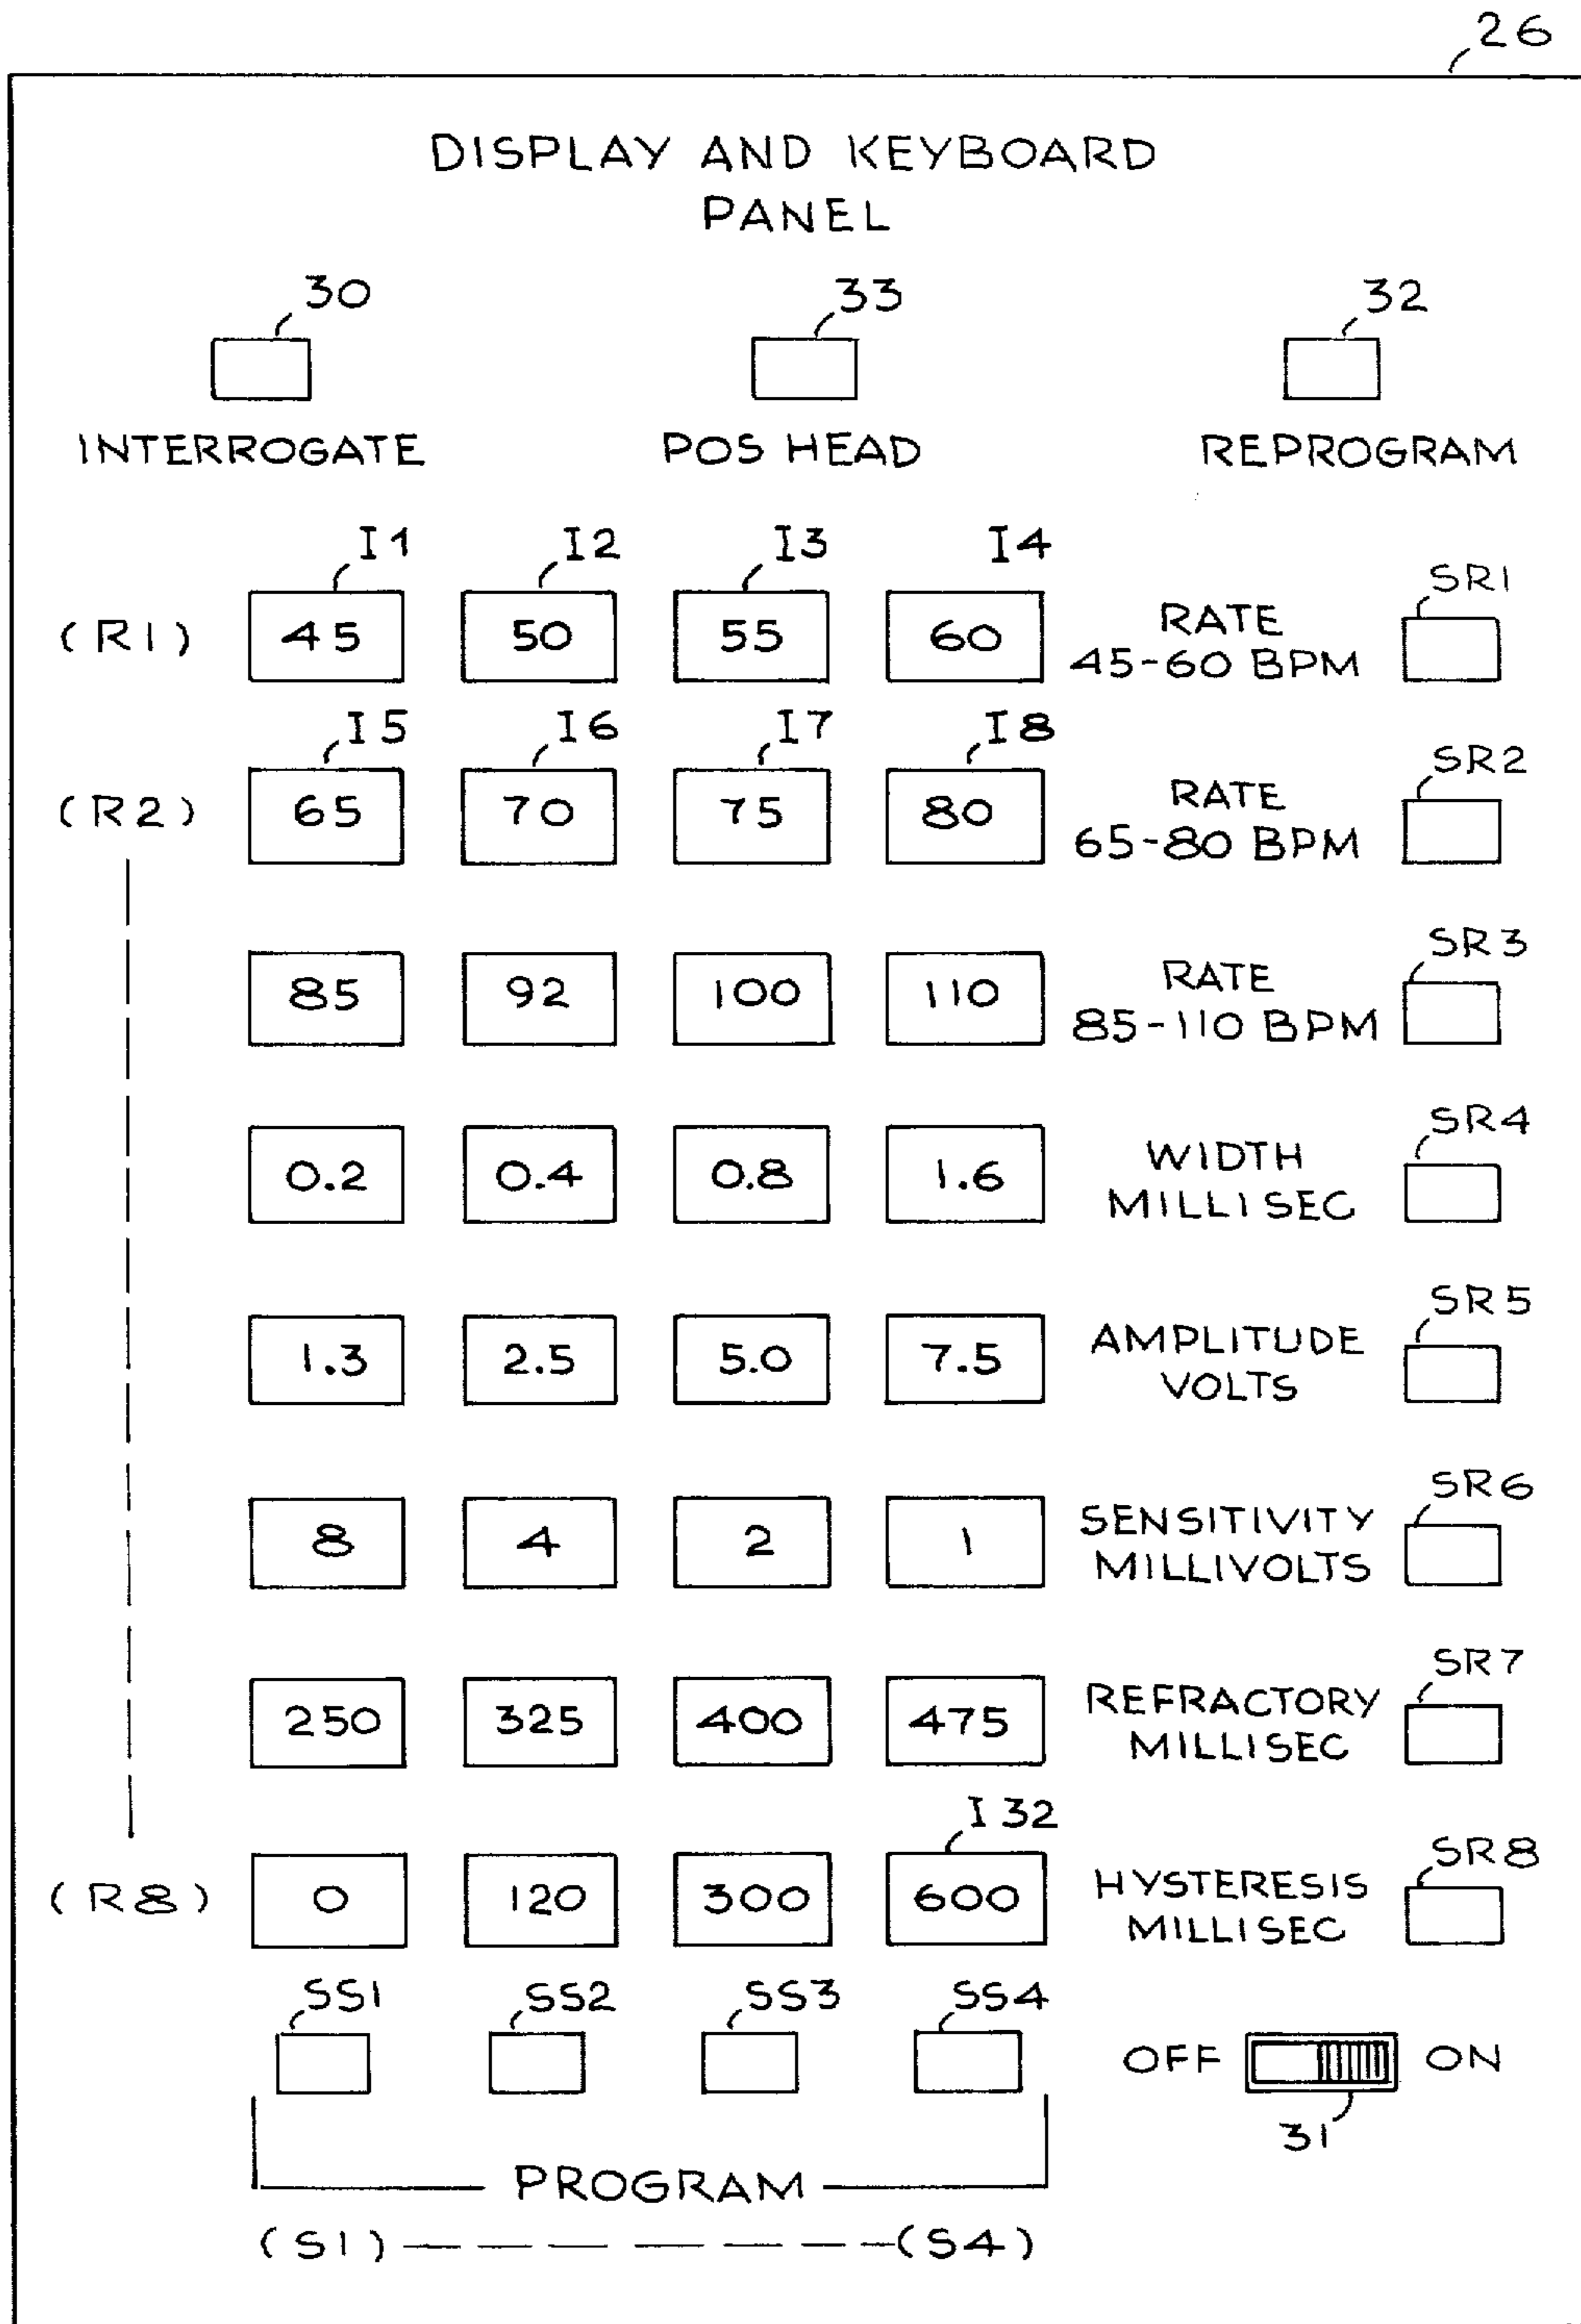 26
DISPLAY AND KEYBOARD
PANEL
30 33 32
INTERROGATE POS HEAD REPROGRAM
I1 I2 I3 I4 SR1
(R1) 45 50 55 60 RATE
45-60 BPM
I5 I6 I7 I8 SR2
(R2) 65 70 75 80 RATE
65-80 BPM
SR3
85 92 100 110 RATE
85-110 BPM
SR4
0.2 0.4 0.8 1.6 WIDTH
MILLISEC
SR5
1.3 2.5 5.0 7.5 AMPLITUDE
VOLTS
SR6
8 4 2 1 SENSITIVITY
MILLIVOLTS
SR7
250 325 400 475 REFRACTORY
MILLISEC
I32 SR8
(R8) 0 120 300 600 HYSTERESIS
MILLISEC
SS1 SS2 SS3 SS4
OFF ON
31
PROGRAM
(S1) (S4)